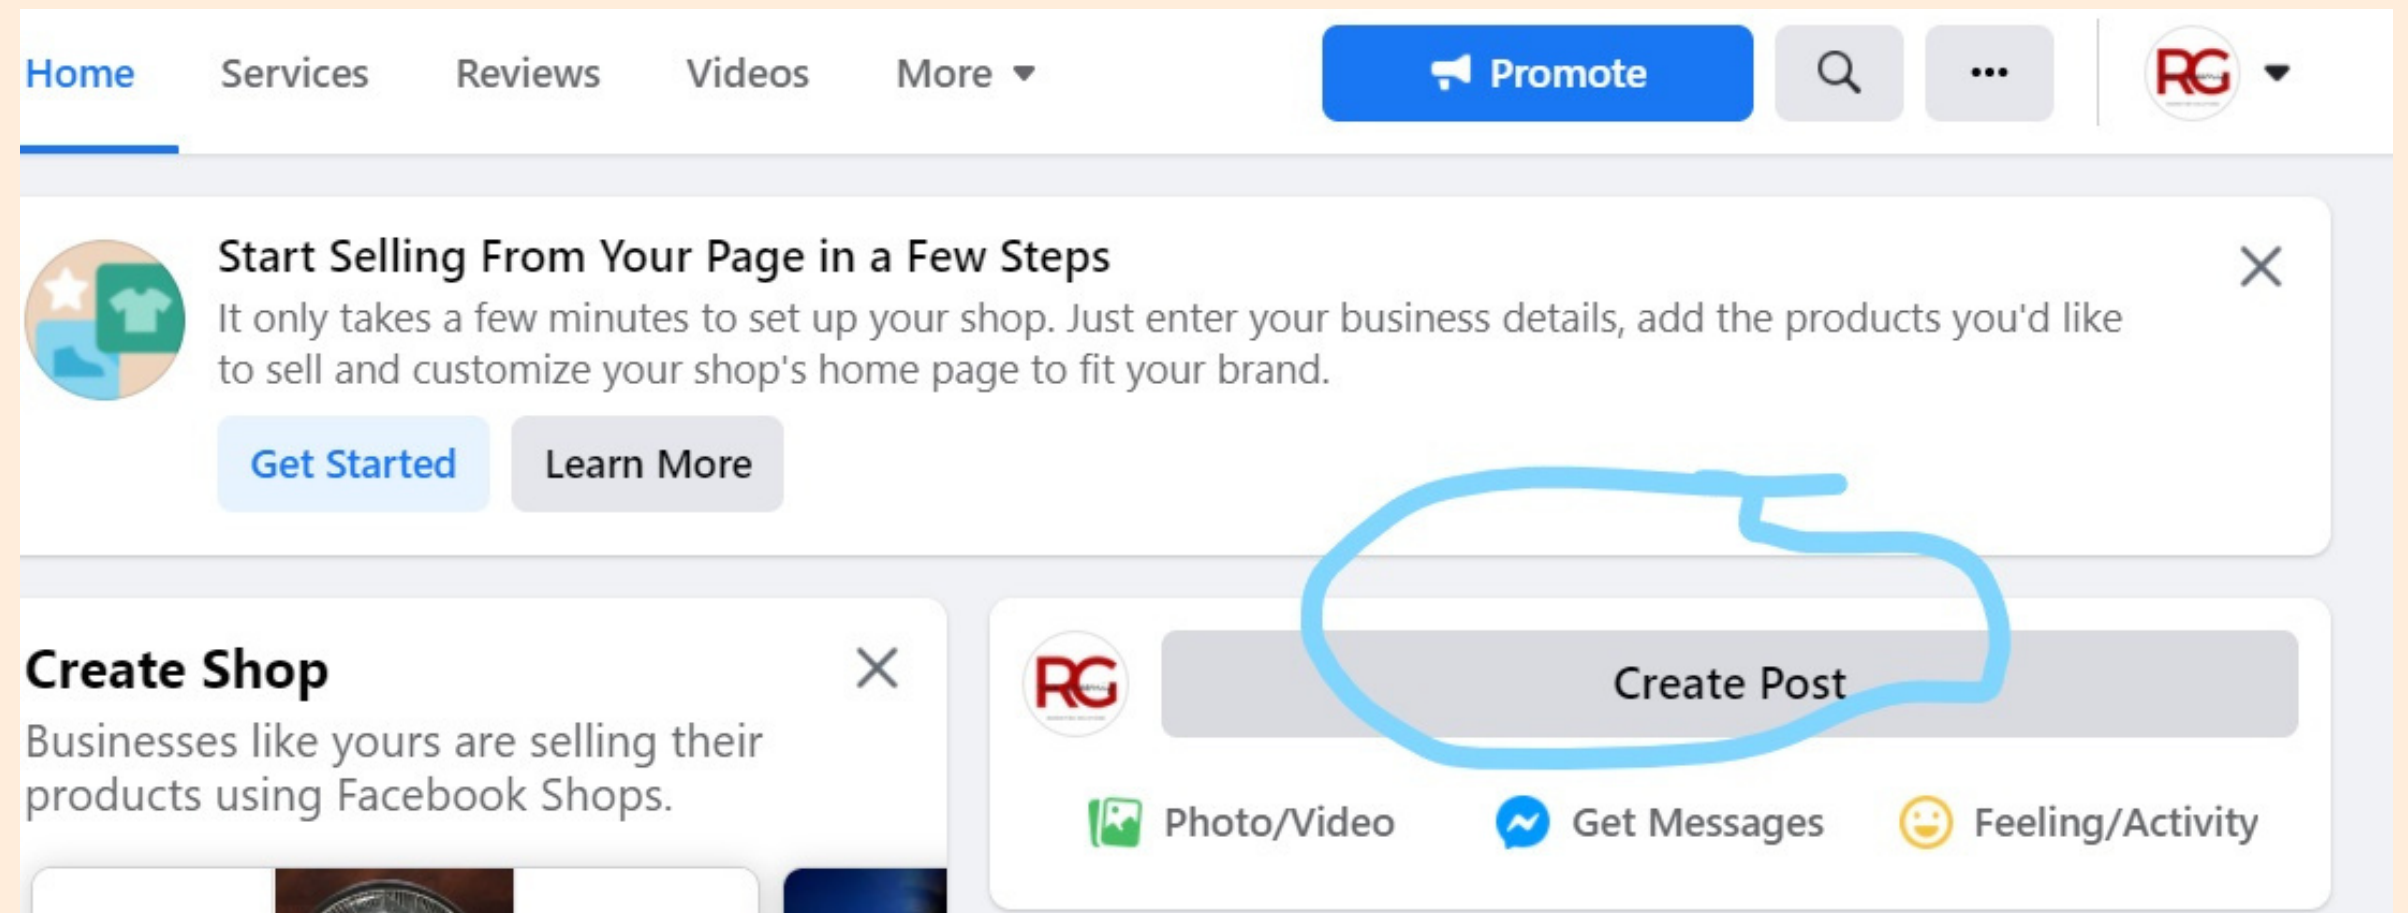 Home Services Reviews Videos More Promote ••• RG
Start Selling From Your Page in a Few Steps
It only takes a few minutes to set up your shop. Just enter your business details, add the products you'd like
to sell and customize your shop's home page to fit your brand.
Get Started Learn More
Create Shop
Businesses like yours are selling their
products using Facebook Shops.
RG Create Post
Photo/Video Get Messages Feeling/Activity